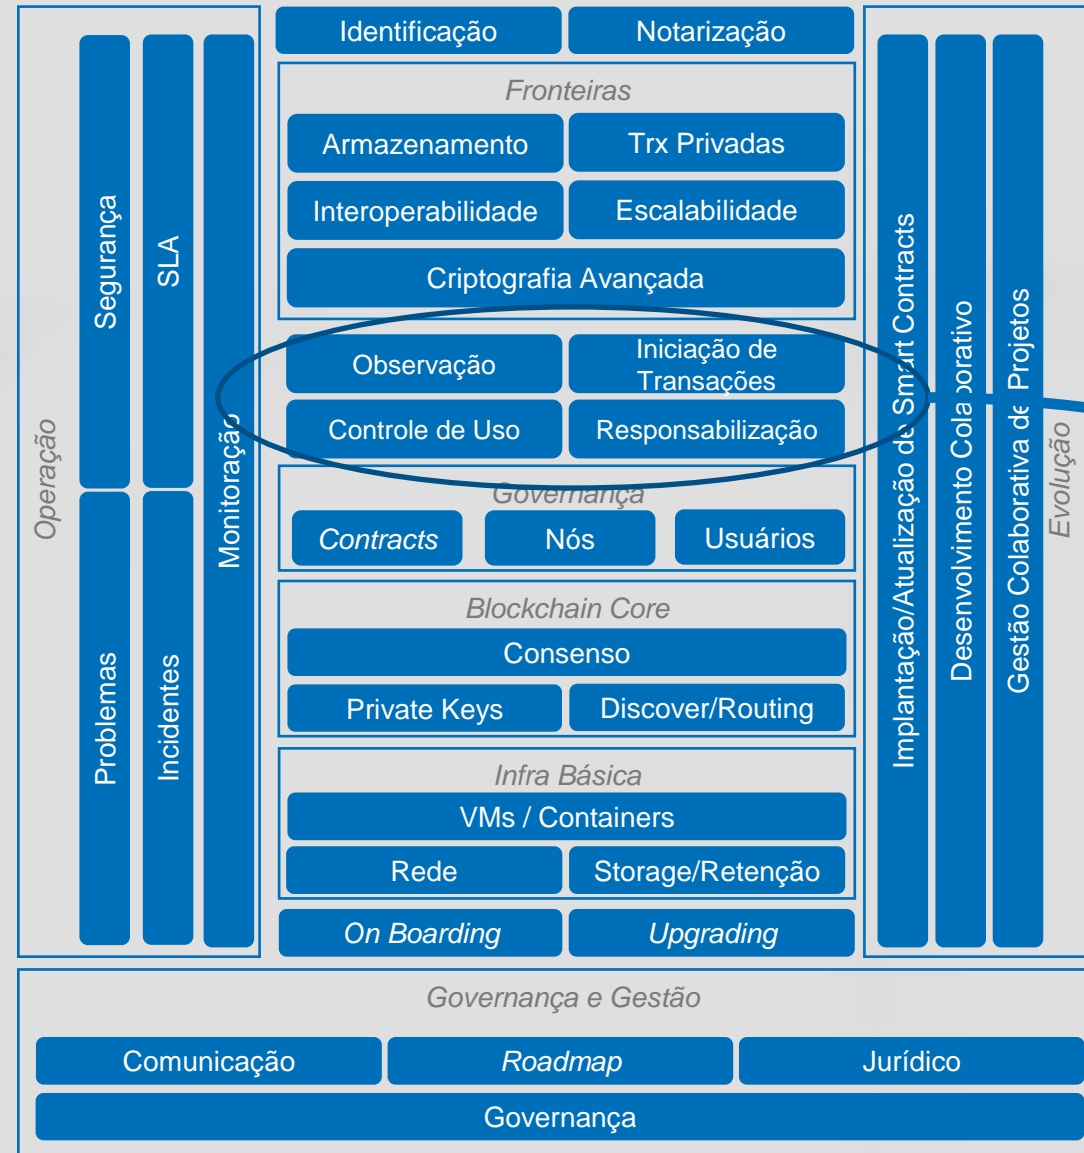 Identificação
Notarização
Fronteiras
Armazenamento
Trx Privadas
Interoperabilidade
Escalabilidade
Criptografia Avançada
Observação
Iniciação de
Transações
Controle de Uso
Responsabilização
Governança
Contracts
Nós
Usuários
Blockchain Core
Consenso
Private Keys
Discover/Routing
Infra Básica
VMs / Containers
Rede
Storage/Retenção
On Boarding
Upgrading
Operação
Segurança
SLA
Monitoração
Problemas
Incidentes
Implantação/Atualização de Smart Contracts
Desenvolvimento Colaborativo
Gestão Colaborativa de Projetos
Evolução
Governança e Gestão
Comunicação
Roadmap
Jurídico
Governança